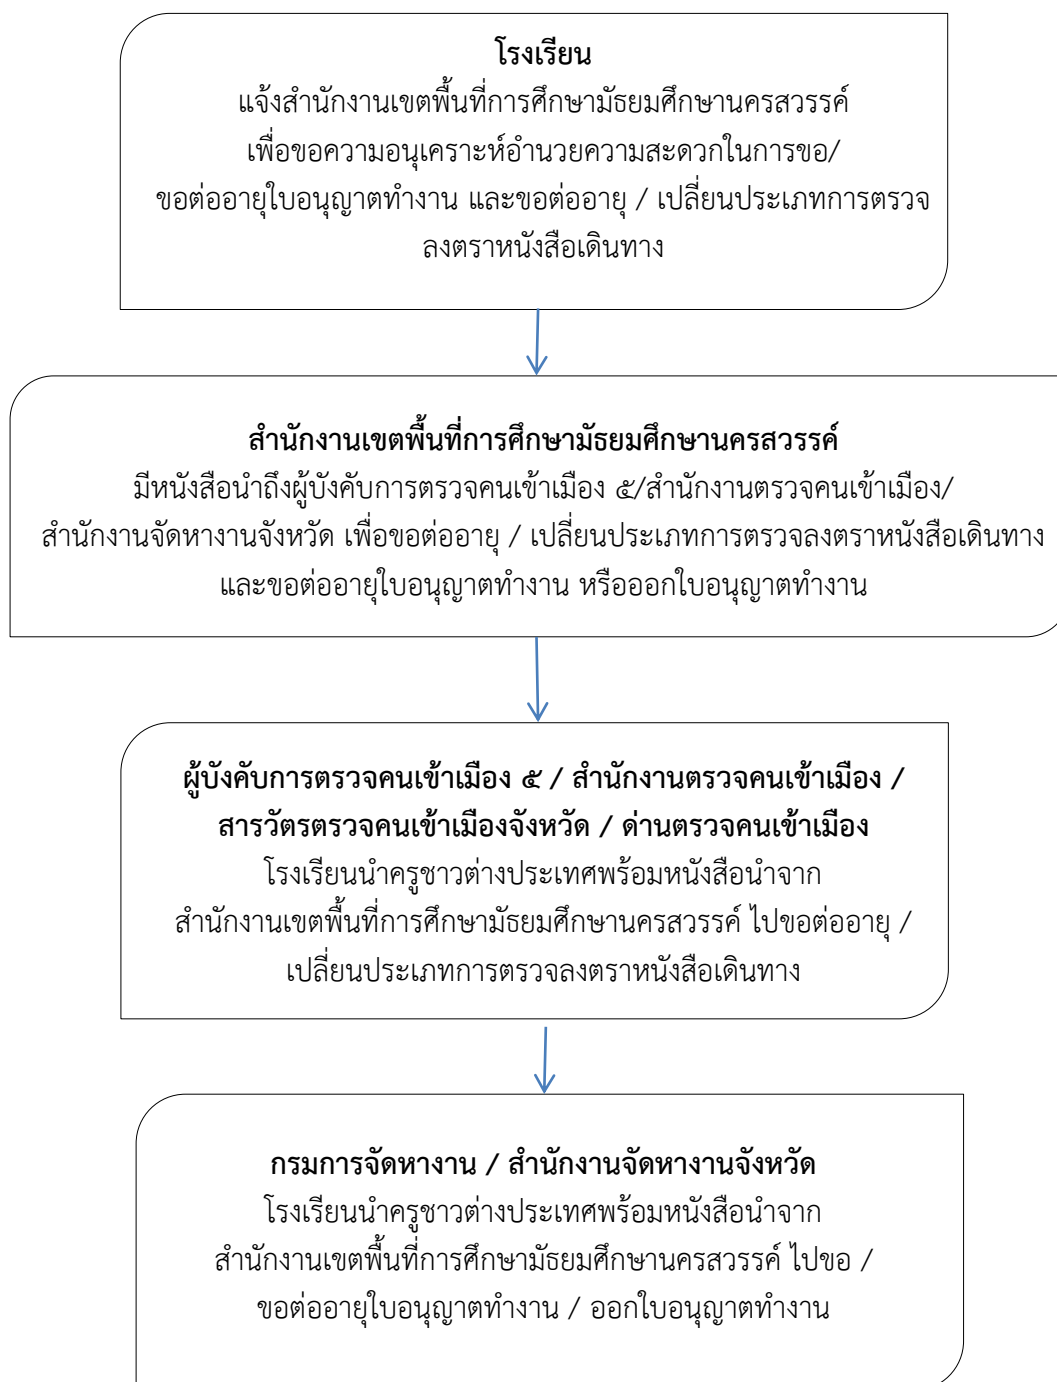 โรงเรียน
แจ้งสำนักงานเขตพื้นที่การศึกษามัธยมศึกษานครสวรรค์
เพื่อขอความอนุเคราะห์อำนวยความสะดวกในการขอ/
ขอต่ออายุใบอนุญาตทำงาน และขอต่ออายุ / เปลี่ยนประเภทการตรวจ
ลงตราหนังสือเดินทาง
สำนักงานเขตพื้นที่การศึกษามัธยมศึกษานครสวรรค์
มีหนังสือนำถึงผู้บังคับการตรวจคนเข้าเมือง ๕/สำนักงานตรวจคนเข้าเมือง/
สำนักงานจัดหางานจังหวัด เพื่อขอต่ออายุ / เปลี่ยนประเภทการตรวจลงตราหนังสือเดินทาง
และขอต่ออายุใบอนุญาตทำงาน หรือออกใบอนุญาตทำงาน
ผู้บังคับการตรวจคนเข้าเมือง ๕ / สำนักงานตรวจคนเข้าเมือง /
สารวัตรตรวจคนเข้าเมืองจังหวัด / ด่านตรวจคนเข้าเมือง
โรงเรียนนำครูชาวต่างประเทศพร้อมหนังสือนำจาก
สำนักงานเขตพื้นที่การศึกษามัธยมศึกษานครสวรรค์ ไปขอต่ออายุ /
เปลี่ยนประเภทการตรวจลงตราหนังสือเดินทาง
กรมการจัดหางาน / สำนักงานจัดหางานจังหวัด
โรงเรียนนำครูชาวต่างประเทศพร้อมหนังสือนำจาก
สำนักงานเขตพื้นที่การศึกษามัธยมศึกษานครสวรรค์ ไปขอ /
ขอต่ออายุใบอนุญาตทำงาน / ออกใบอนุญาตทำงาน